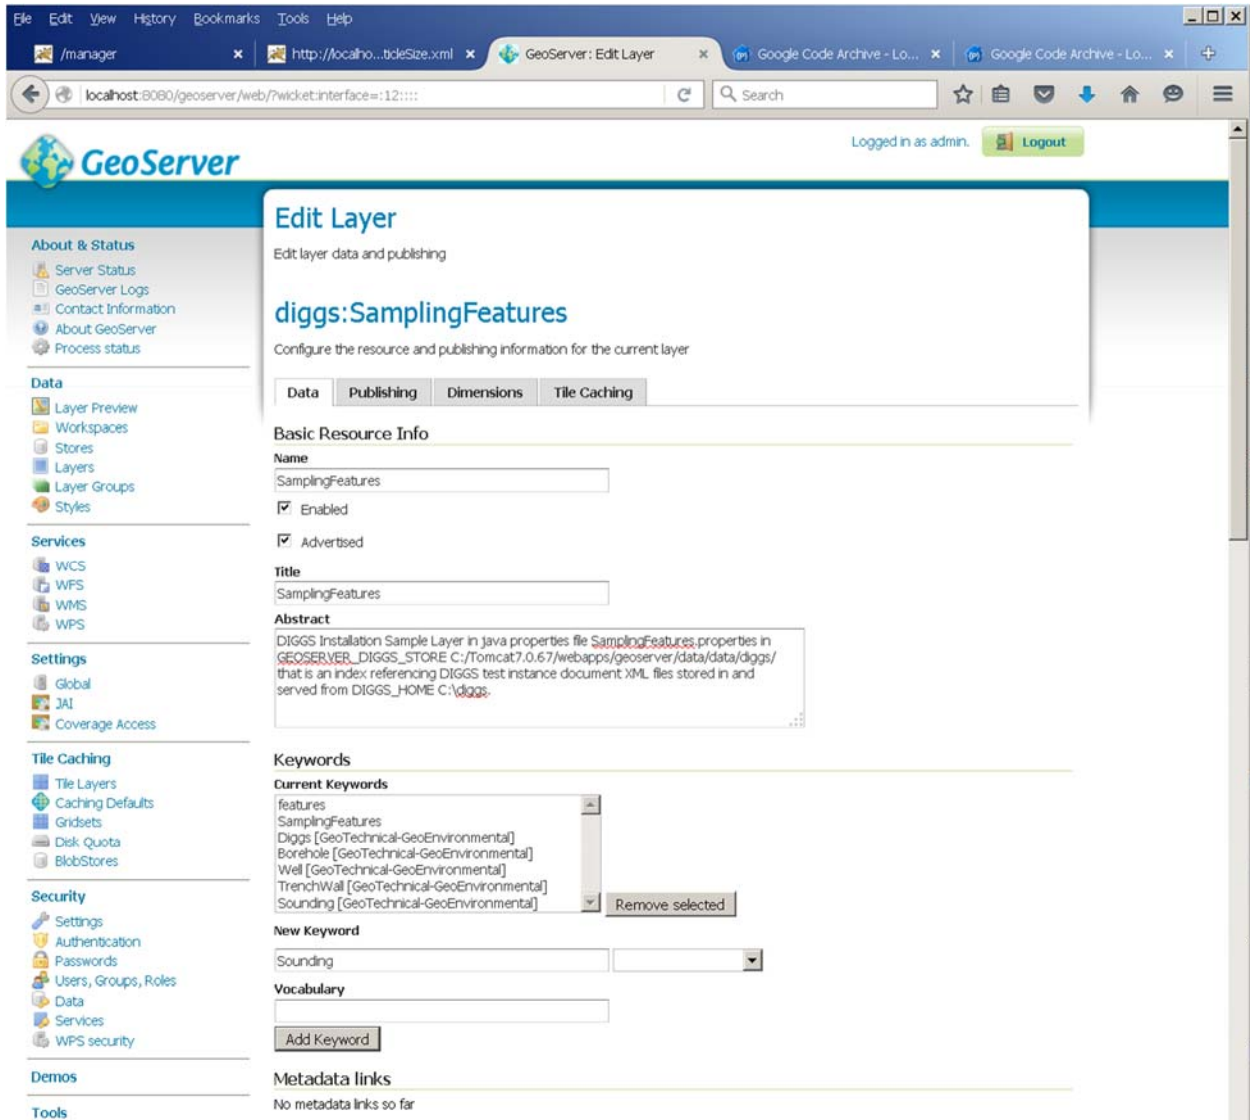 File Edit View History Bookmarks Tools Help
/manager
http://localho...ticleSize.xml
GeoServer: Edit Layer
Google Code Archive - Lo...
Google Code Archive - Lo...
localhost:8080/geoserver/web/?wicket:interface=:12::::
Search
GeoServer
Logged in as admin.
Logout
About & Status
Server Status
GeoServer Logs
Contact Information
About GeoServer
Process status
Data
Layer Preview
Workspaces
Stores
Layers
Layer Groups
Styles
Services
WCS
WFS
WMS
WPS
Settings
Global
JAI
Coverage Access
Tile Caching
Tile Layers
Caching Defaults
Gridsets
Disk Quota
BlobStores
Security
Settings
Authentication
Passwords
Users, Groups, Roles
Data
Services
WPS security
Demos
Tools
Edit Layer
Edit layer data and publishing
diggs:SamplingFeatures
Configure the resource and publishing information for the current layer
Data Publishing Dimensions Tile Caching
Basic Resource Info
Name
SamplingFeatures
Enabled
Advertised
Title
SamplingFeatures
Abstract
DIGGS Installation Sample Layer in java properties file SamplingFeatures.properties in
GEOSERVER_DIGGS_STORE C:/Tomcat7.0.67/webapps/geoserver/data/data/diggs/
that is an index referencing DIGGS test instance document XML files stored in and
served from DIGGS_HOME C:\diggs.
Keywords
Current Keywords
features
SamplingFeatures
Diggs [GeoTechnical-GeoEnvironmental]
Borehole [GeoTechnical-GeoEnvironmental]
Well [GeoTechnical-GeoEnvironmental]
TrenchWall [GeoTechnical-GeoEnvironmental]
Sounding [GeoTechnical-GeoEnvironmental]
Remove selected
New Keyword
Sounding
Vocabulary
Add Keyword
Metadata links
No metadata links so far